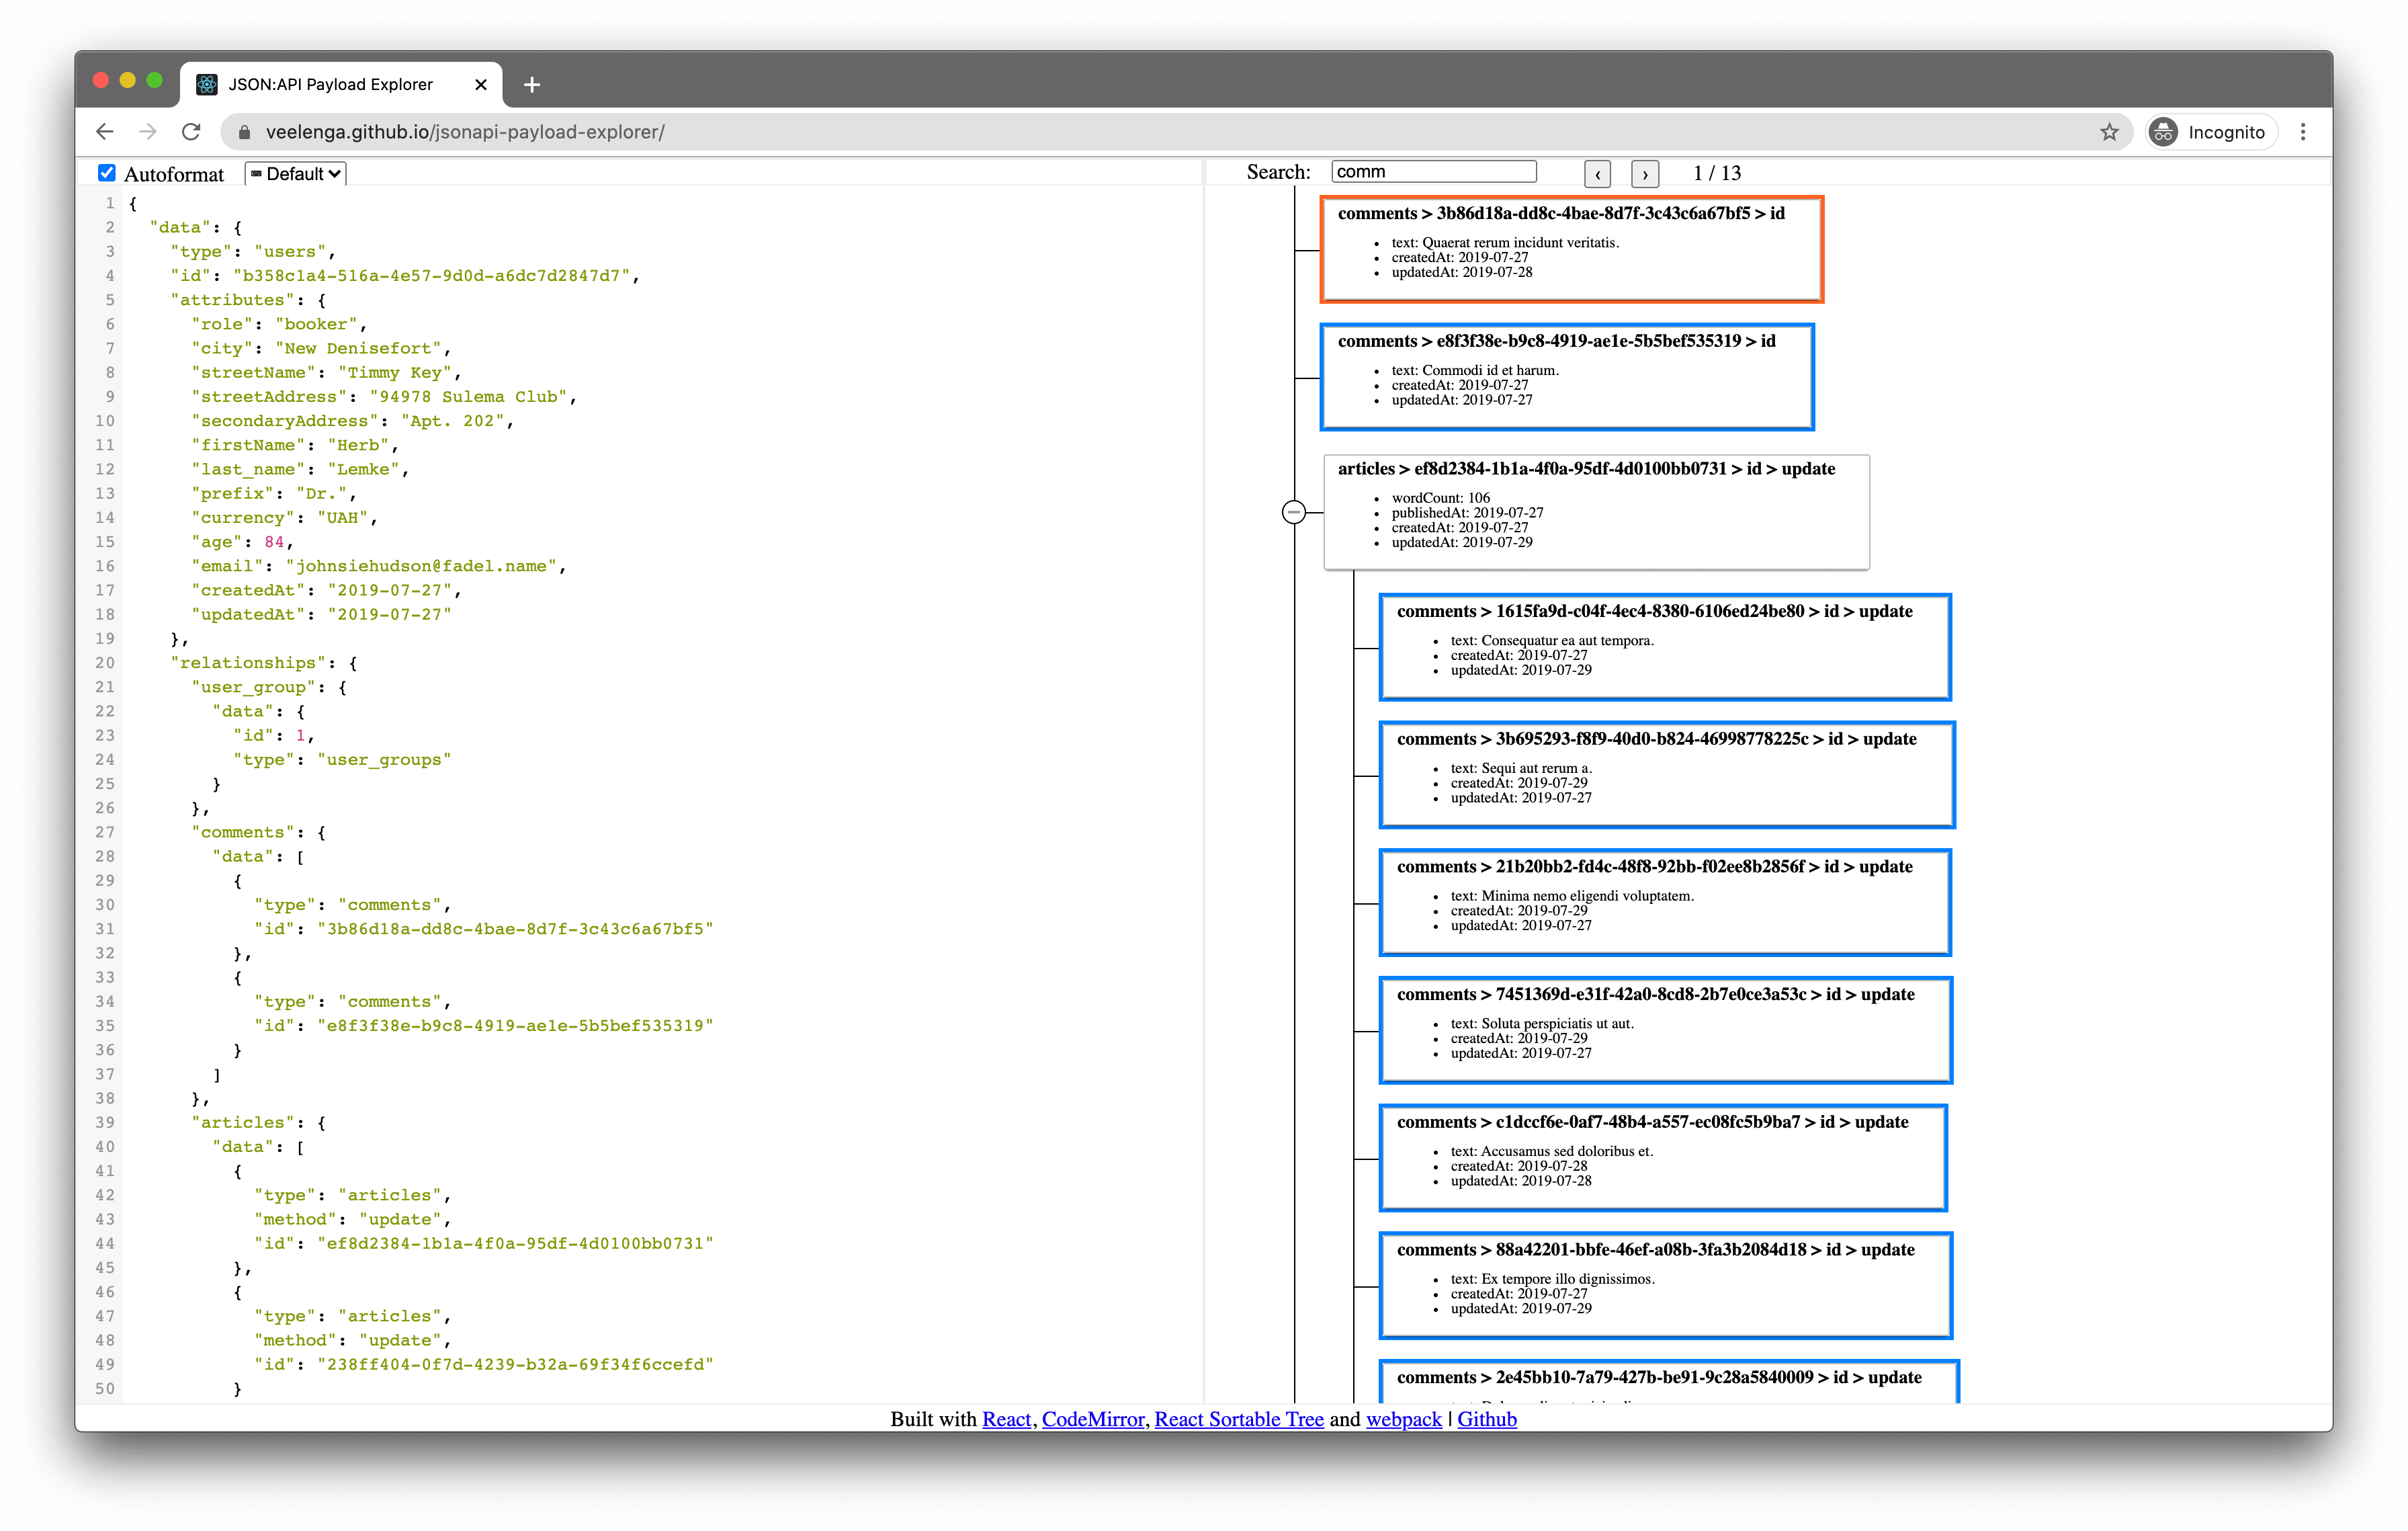 JSON:API Payload Explorer
veelenga.github.io/jsonapi-payload-explorer/
Incognito
Autoformat
Default
1 {
2 "data": {
3 "type": "users",
4 "id": "b358c1a4-516a-4e57-9d0d-a6dc7d2847d7",
5 "attributes": {
6 "role": "booker",
7 "city": "New Denisefort",
8 "streetName": "Timmy Key",
9 "streetAddress": "94978 Sulema Club",
10 "secondaryAddress": "Apt. 202",
11 "firstName": "Herb",
12 "last_name": "Lemke",
13 "prefix": "Dr.",
14 "currency": "UAH",
15 "age": 84,
16 "email": "johnsiehudson@fadel.name",
17 "createdAt": "2019-07-27",
18 "updatedAt": "2019-07-27"
19 },
20 "relationships": {
21 "user_group": {
22 "data": {
23 "id": 1,
24 "type": "user_groups"
25 }
26 },
27 "comments": {
28 "data": [
29 {
30 "type": "comments",
31 "id": "3b86d18a-dd8c-4bae-8d7f-3c43c6a67bf5"
32 },
33 {
34 "type": "comments",
35 "id": "e8f3f38e-b9c8-4919-ae1e-5b5bef535319"
36 }
37 ]
38 },
39 "articles": {
40 "data": [
41 {
42 "type": "articles",
43 "method": "update",
44 "id": "ef8d2384-1b1a-4f0a-95df-4d0100bb0731"
45 },
46 {
47 "type": "articles",
48 "method": "update",
49 "id": "238ff404-0f7d-4239-b32a-69f34f6ccefd"
50 }
Search: comm ‹ › 1 / 13
comments > 3b86d18a-dd8c-4bae-8d7f-3c43c6a67bf5 > id
• text: Quaerat rerum incidunt veritatis.
• createdAt: 2019-07-27
• updatedAt: 2019-07-28
comments > e8f3f38e-b9c8-4919-ae1e-5b5bef535319 > id
• text: Commodi id et harum.
• createdAt: 2019-07-27
• updatedAt: 2019-07-27
articles > ef8d2384-1b1a-4f0a-95df-4d0100bb0731 > id > update
• wordCount: 106
• publishedAt: 2019-07-27
• createdAt: 2019-07-27
• updatedAt: 2019-07-29
comments > 1615fa9d-c04f-4ec4-8380-6106ed24be80 > id > update
• text: Consequatur ea aut tempora.
• createdAt: 2019-07-27
• updatedAt: 2019-07-29
comments > 3b695293-f8f9-40d0-b824-46998778225c > id > update
• text: Sequi aut rerum a.
• createdAt: 2019-07-29
• updatedAt: 2019-07-27
comments > 21b20bb2-fd4c-48f8-92bb-f02ee8b2856f > id > update
• text: Minima nemo eligendi voluptatem.
• createdAt: 2019-07-29
• updatedAt: 2019-07-27
comments > 7451369d-e31f-42a0-8cd8-2b7e0ce3a53c > id > update
• text: Soluta perspiciatis ut aut.
• createdAt: 2019-07-29
• updatedAt: 2019-07-27
comments > c1dccf6e-0af7-48b4-a557-ec08fc5b9ba7 > id > update
• text: Accusamus sed doloribus et.
• createdAt: 2019-07-28
• updatedAt: 2019-07-28
comments > 88a42201-bbfe-46ef-a08b-3fa3b2084d18 > id > update
• text: Ex tempore illo dignissimos.
• createdAt: 2019-07-27
• updatedAt: 2019-07-29
comments > 2e45bb10-7a79-427b-be91-9c28a5840009 > id > update
Built with React, CodeMirror, React Sortable Tree and webpack | Github